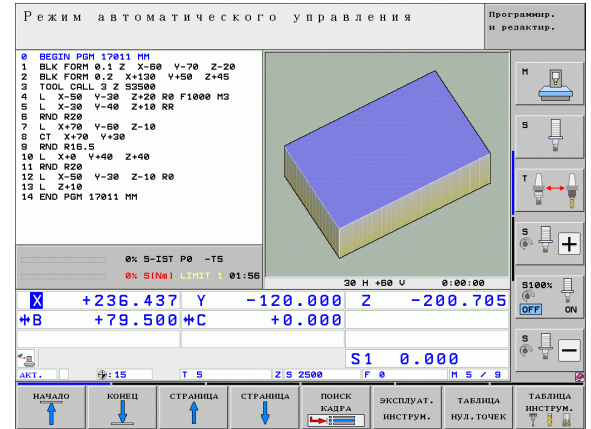 Режим автоматического управления
Программир.
и редактир.
0 BEGIN PGM 17011 MM
1 BLK FORM 0.1 Z X-60 Y-70 Z-20
2 BLK FORM 0.2 X+130 Y+50 Z+45
3 TOOL CALL 3 Z S3500
4 L X-50 Y-30 Z+20 R0 F1000 M3
5 L X-30 Y-40 Z+10 RR
6 RND R20
7 L X+70 Y-60 Z-10
8 CT X+70 Y+30
9 RND R16.5
10 L X+0 Y+40 Z+40
11 RND R20
12 L X-50 Y-30 Z-10 R0
13 L Z+10
14 END PGM 17011 MM
0% S-IST P0 -T5
0% S[Nm] LIMIT 1 01:56
30 H +60 V 0:00:00
X +236.437 Y -120.000 Z -200.705
B +79.500 C +0.000
S1 0.000
АКТ. :15 T 5 Z S 2500 F 0 M 5 / 9
M
S
T
S
+
S100%
OFF ON
S
-
НАЧАЛО
КОНЕЦ
СТРАНИЦА
СТРАНИЦА
ПОИСК
КАДРА
ЭКСПЛУАТ.
ИНСТРУМ.
ТАБЛИЦА
НУЛ.ТОЧЕК
ТАБЛИЦА
ИНСТРУМ.